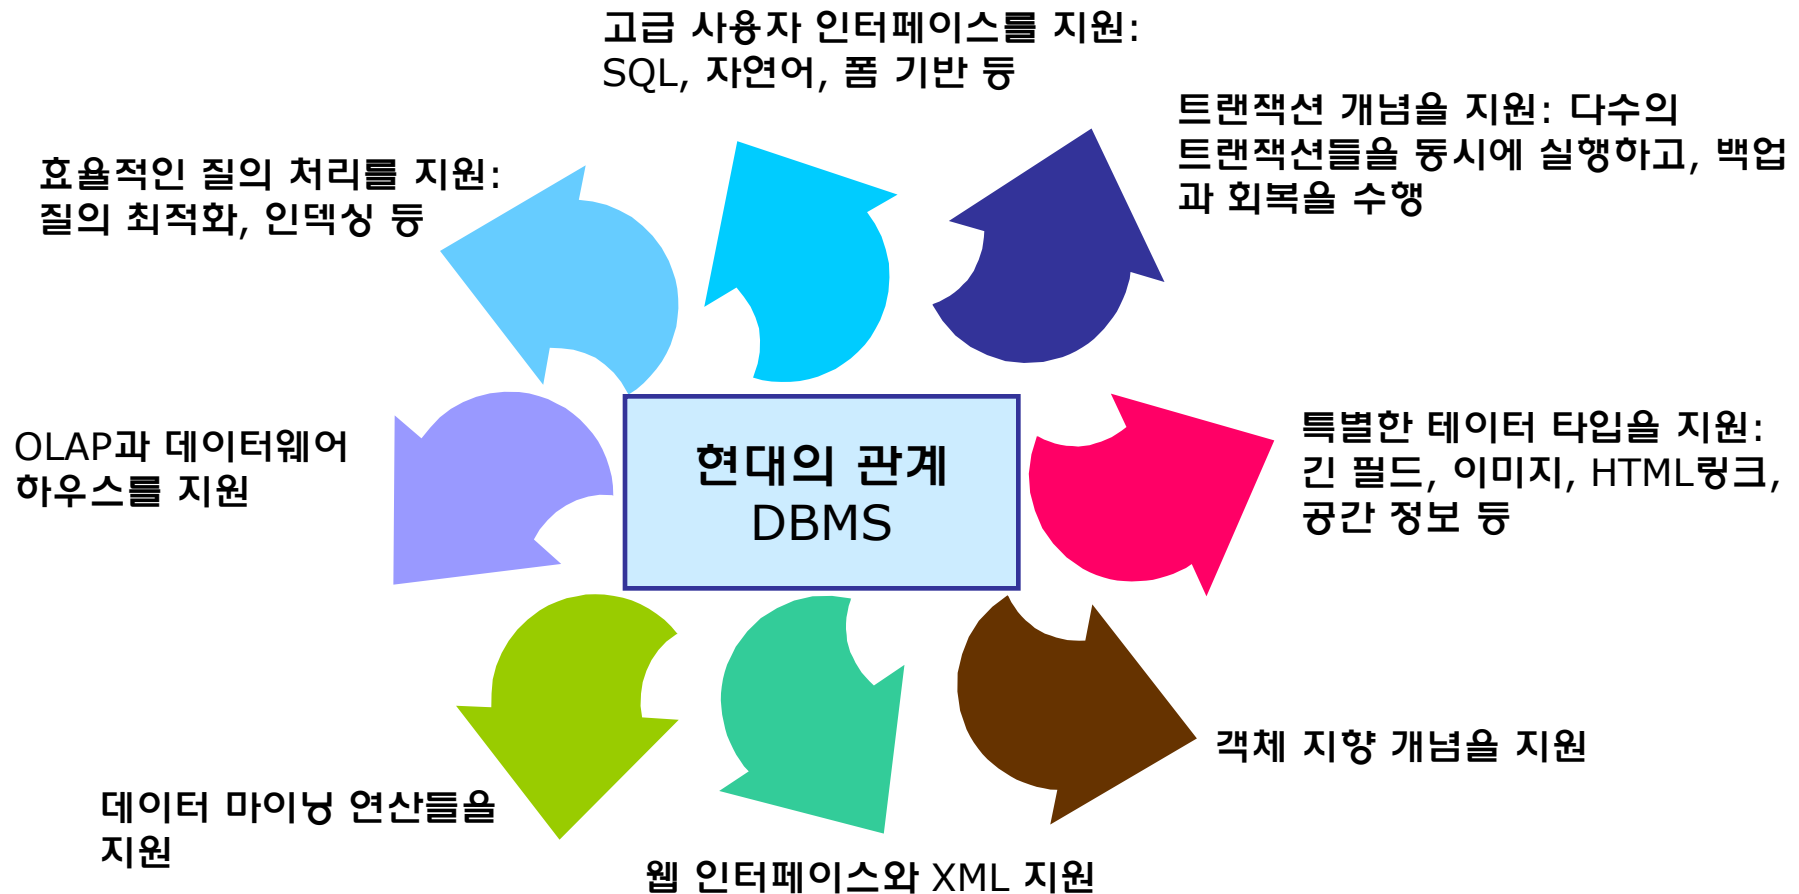 고급 사용자 인터페이스를 지원:
SQL, 자연어, 폼 기반 등
트랜잭션 개념을 지원: 다수의
트랜잭션들을 동시에 실행하고, 백업
과 회복을 수행
효율적인 질의 처리를 지원:
질의 최적화, 인덱싱 등
특별한 데이터 타입을 지원:
긴 필드, 이미지, HTML링크,
공간 정보 등
OLAP과 데이터웨어
하우스를 지원
현대의 관계
DBMS
객체 지향 개념을 지원
데이터 마이닝 연산들을
지원
웹 인터페이스와 XML 지원